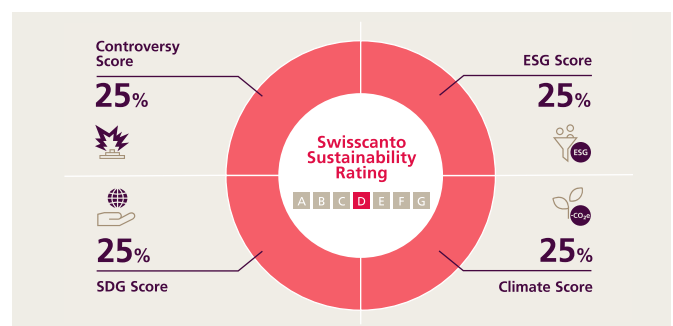 Controversy
Score
25%
ESG Score
25%
ESG
Swisscanto
Sustainability
Rating
A B C D E F G
25%
SDG Score
-CO₂e
25%
Climate Score